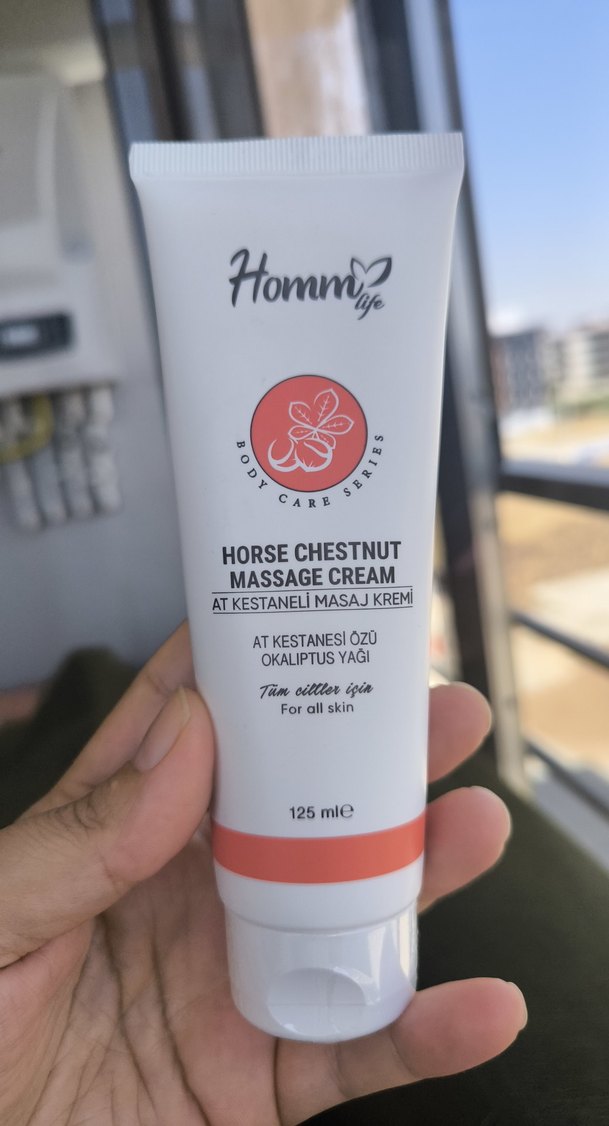 Homm
life
BODY CARE SERIES
HORSE CHESTNUT
MASSAGE CREAM
AT KESTANELİ MASAJ KREMİ
AT KESTANESİ ÖZÜ
OKALIPTUS YAĞI
Tüm ciltler için
For all skin
125 ml℮